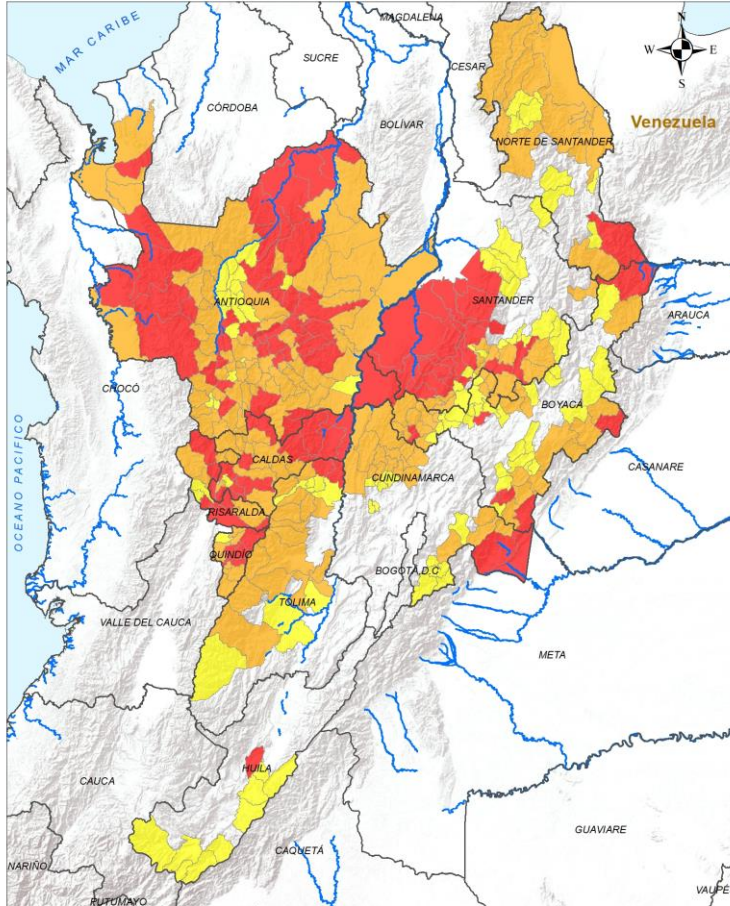 MAGDALENA
MAR CARIBE
SUCRE
CESAR
N
W E
S
CÓRDOBA
BOLÍVAR
Venezuela
NORTE DE SANTANDER
ANTIOQUIA
SANTANDER
ARAUCA
CHOCÓ
BOYACÁ
OCEANO PACIFICO
CALDAS
CUNDINAMARCA
CASANARE
RISARALDA
QUINDÍO
BOGOTÁ, D.C
TOLIMA
VALLE DEL CAUCA
META
HUILA
CAUCA
GUAVIARE
CAQUETÁ
NARIÑO
PUTUMAYO
VAUPÉ